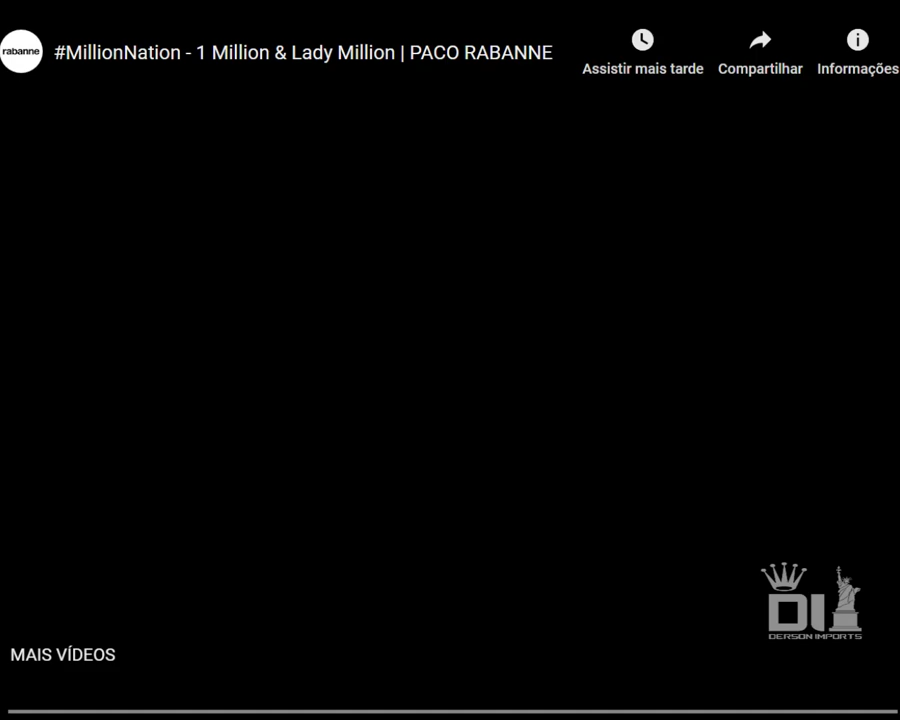 rabanne
#MillionNation - 1 Million & Lady Million | PACO RABANNE
Assistir mais tarde
Compartilhar
Informações
DI
DERSON IMPORTS
MAIS VÍDEOS